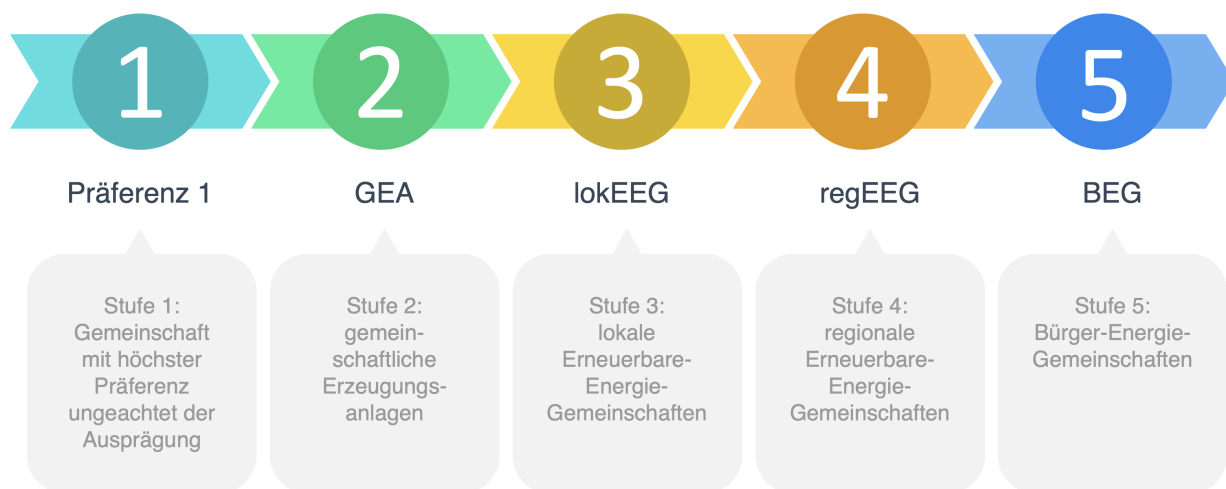 1
2
3
4
5
Präferenz 1
GEA
lokEEG
regEEG
BEG
Stufe 1:
Gemeinschaft
mit höchster
Präferenz
ungeachtet der
Ausprägung
Stufe 2:
gemein-
schaftliche
Erzeugungs-
anlagen
Stufe 3:
lokale
Erneuerbare-
Energie-
Gemeinschaften
Stufe 4:
regionale
Erneuerbare-
Energie-
Gemeinschaften
Stufe 5:
Bürger-Energie-
Gemeinschaften